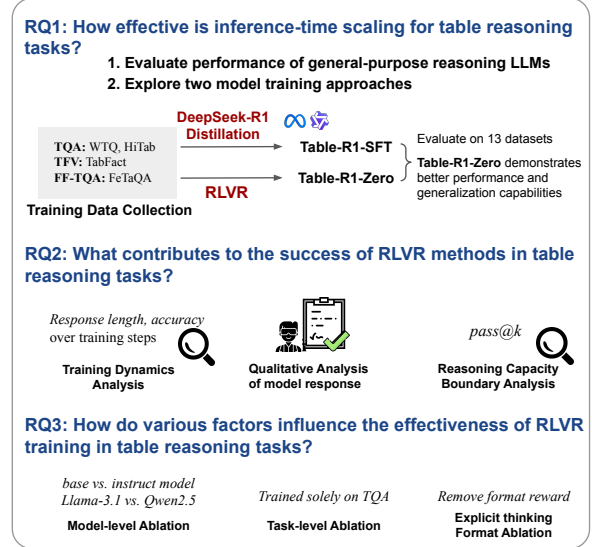 RQ1: How effective is inference-time scaling for table reasoning
tasks?
1. Evaluate performance of general-purpose reasoning LLMs
2. Explore two model training approaches
DeepSeek-R1
Distillation
TQA: WTQ, HiTab
TFV: TabFact
FF-TQA: FeTaQA
Training Data Collection
RLVR
Table-R1-SFT
Table-R1-Zero
Evaluate on 13 datasets
Table-R1-Zero demonstrates
better performance and
generalization capabilities
RQ2: What contributes to the success of RLVR methods in table
reasoning tasks?
Response length, accuracy
over training steps
Training Dynamics
Analysis
Qualitative Analysis
of model response
pass@k
Reasoning Capacity
Boundary Analysis
RQ3: How do various factors influence the effectiveness of RLVR
training in table reasoning tasks?
base vs. instruct model
Llama-3.1 vs. Qwen2.5
Model-level Ablation
Trained solely on TQA
Task-level Ablation
Remove format reward
Explicit thinking
Format Ablation